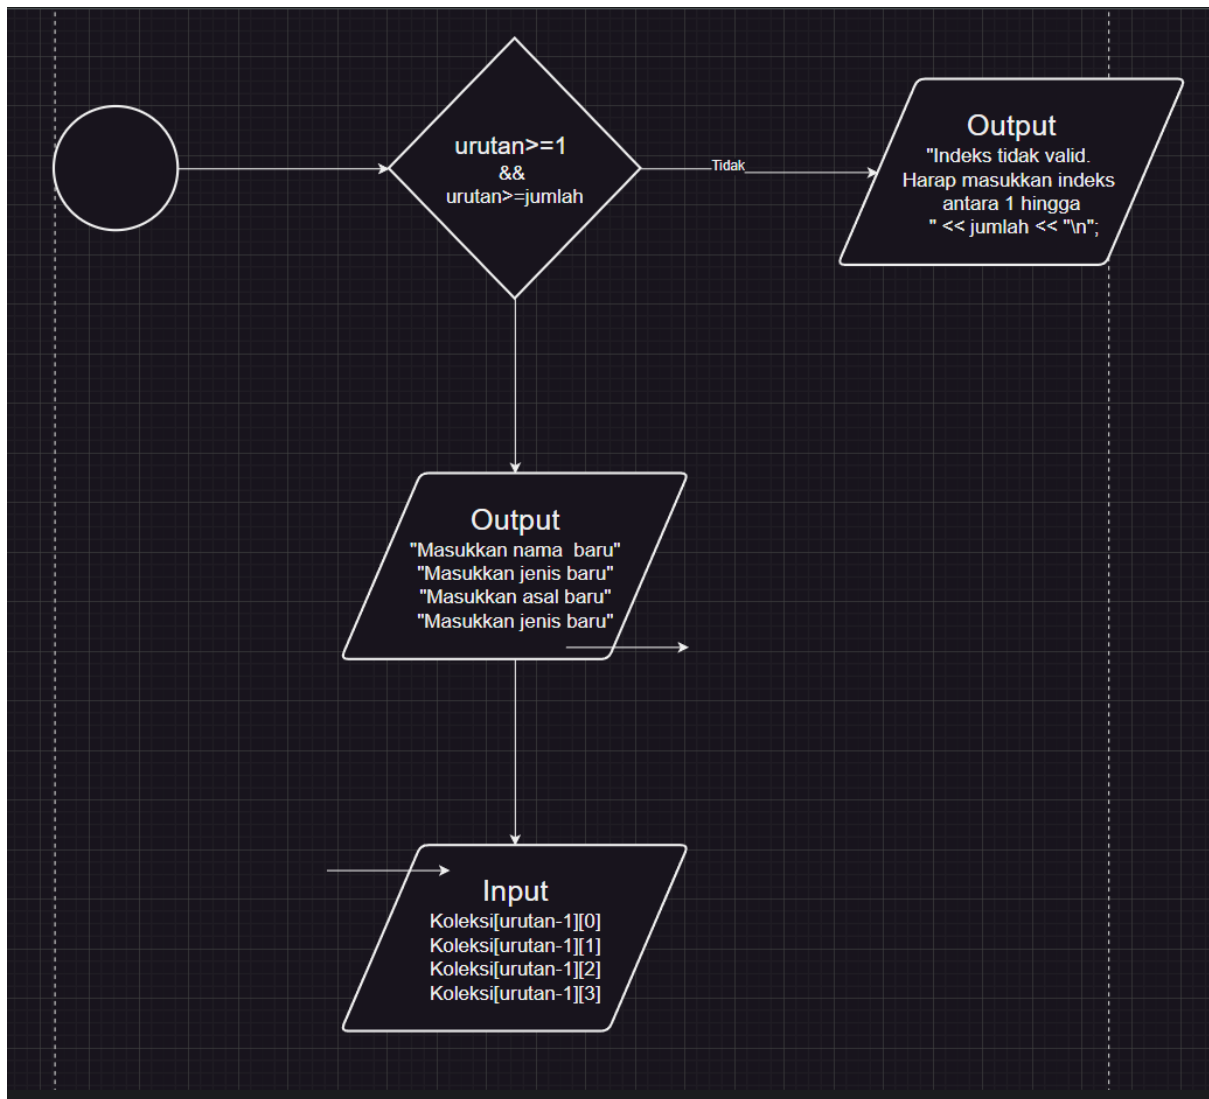 urutan>=1
&&
urutan>=jumlah
Tidak
Output
"Indeks tidak valid.
Harap masukkan indeks
antara 1 hingga
" << jumlah << "\n";
Output
"Masukkan nama  baru"
"Masukkan jenis baru"
"Masukkan asal baru"
"Masukkan jenis baru"
Input
Koleksi[urutan-1][0]
Koleksi[urutan-1][1]
Koleksi[urutan-1][2]
Koleksi[urutan-1][3]